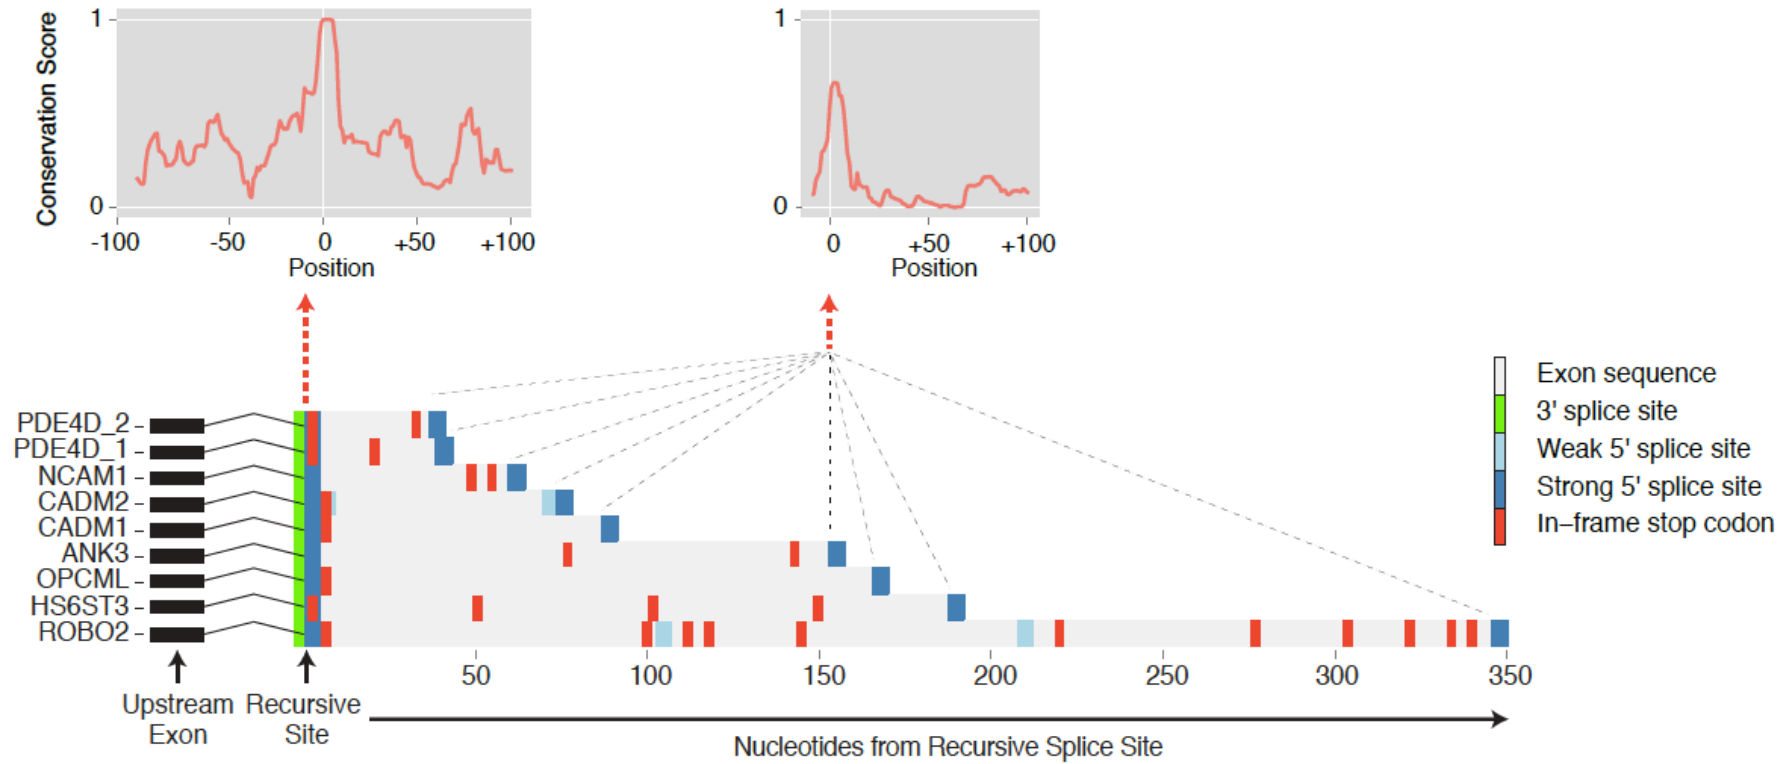 Conservation Score
1
0
-100 -50 0 +50 +100
Position
1
0
0 +50 +100
Position
PDE4D_2
PDE4D_1
NCAM1
CADM2
CADM1
ANK3
OPCML
HS6ST3
ROBO2
Exon sequence
3' splice site
Weak 5' splice site
Strong 5' splice site
In-frame stop codon
50 100 150 200 250 300 350
Upstream
Exon
Recursive
Site
Nucleotides from Recursive Splice Site